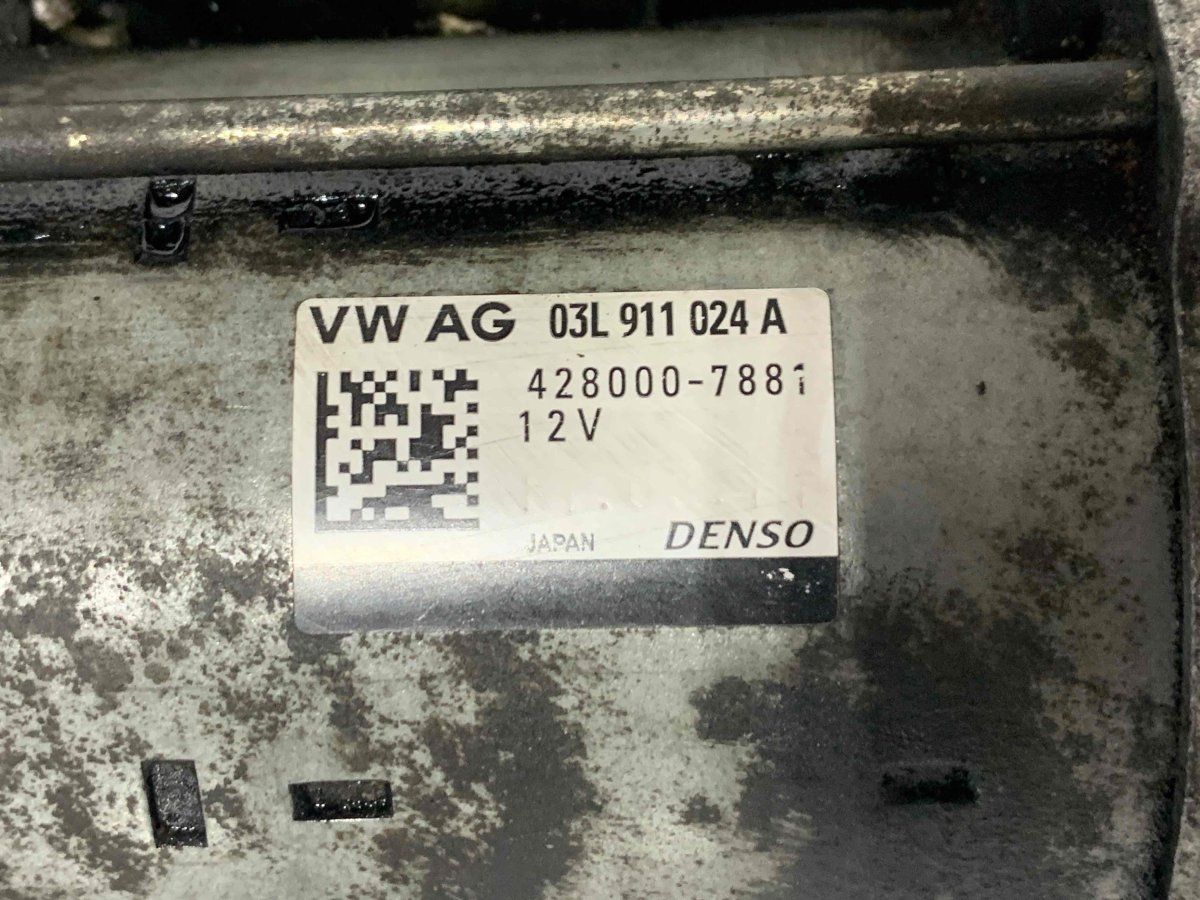 VW AG 03L 911 024 A
428000-7881
12V
JAPAN DENSO